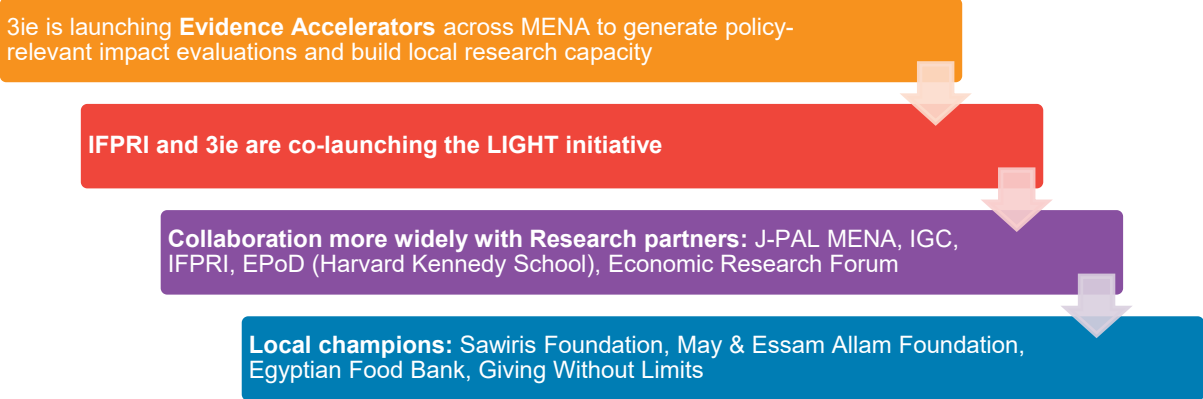 3ie is launching Evidence Accelerators across MENA to generate policy-
relevant impact evaluations and build local research capacity
IFPRI and 3ie are co-launching the LIGHT initiative
Collaboration more widely with Research partners: J-PAL MENA, IGC,
IFPRI, EPoD (Harvard Kennedy School), Economic Research Forum
Local champions: Sawiris Foundation, May & Essam Allam Foundation,
Egyptian Food Bank, Giving Without Limits